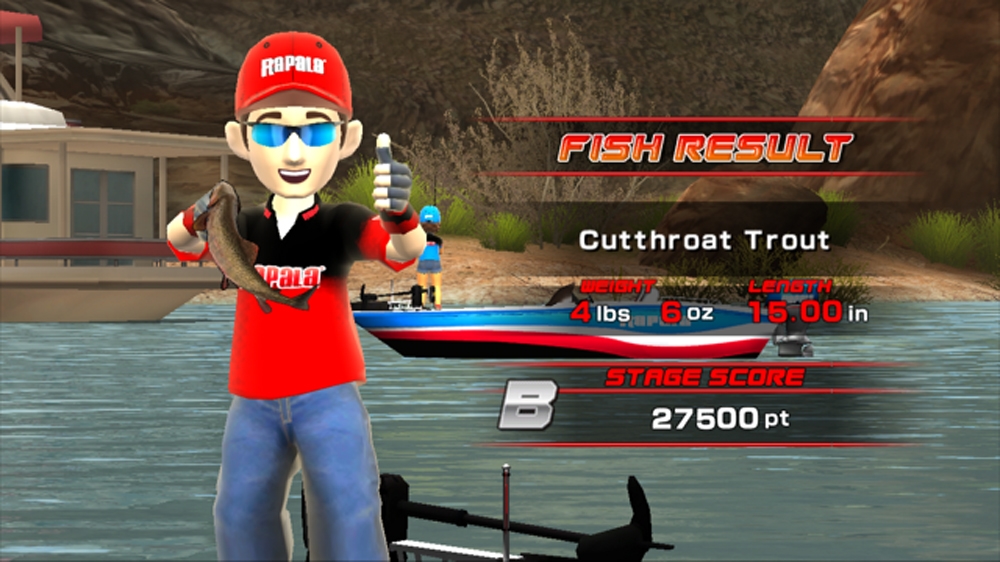 RAPALA
RAPALA
FISH RESULT
Cutthroat Trout
WEIGHT LENGTH
4 lbs 6 oz 15.00 in
RAPALA
STAGE SCORE
B 27500 pt